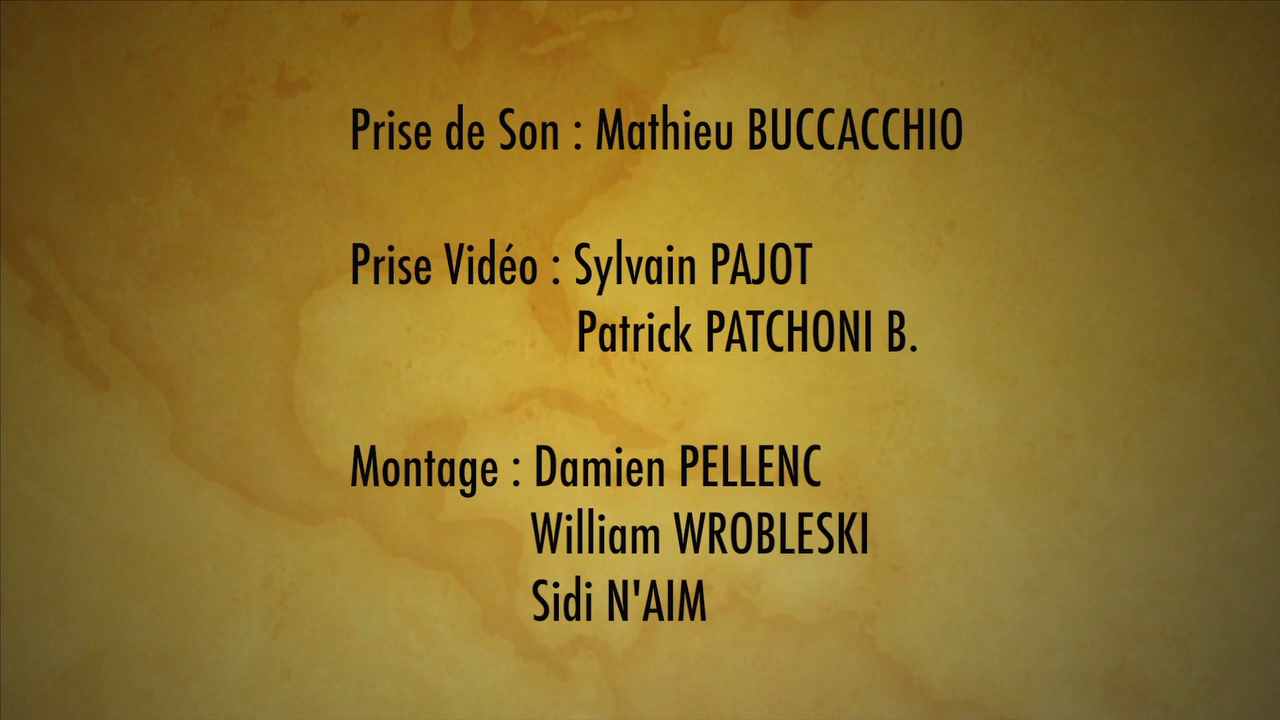 Prise de Son : Mathieu BUCCACCHIO
Prise Vidéo : Sylvain PAJOT
Patrick PATCHONI B.
Montage : Damien PELLENC
William WROBLESKI
Sidi N'AIM